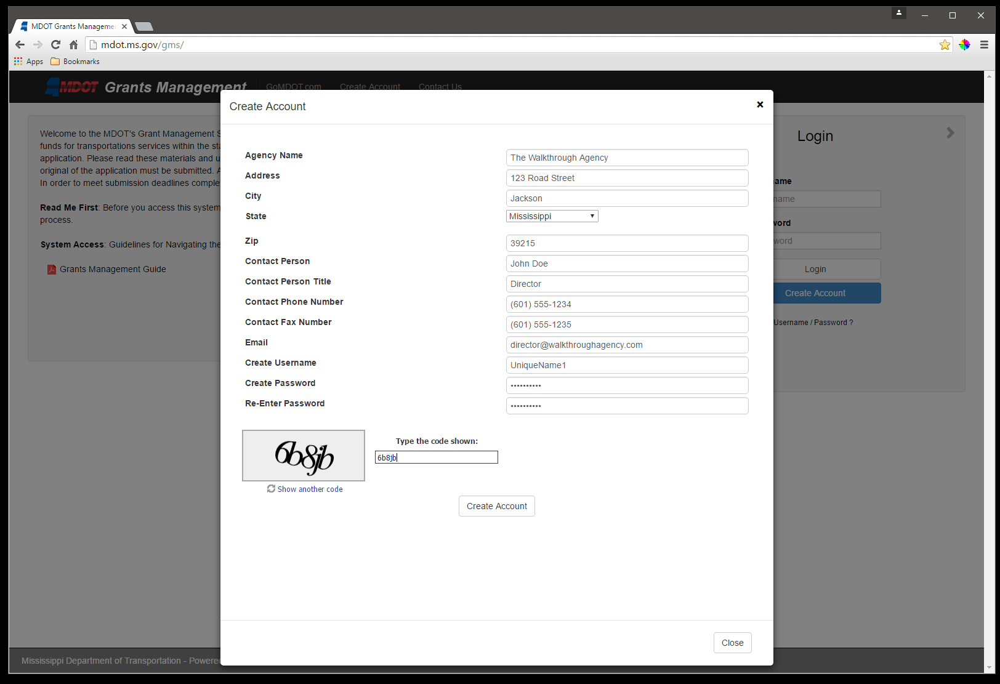 MDOT Grants Manageme
mdot.ms.gov/gms/
Apps Bookmarks
MDOT Grants Management GoMDOT.com Create Account Contact Us
Create Account
Welcome to the MDOT's Grant Management S
funds for transportations services within the sta
application. Please read these materials and u
original of the application must be submitted. A
In order to meet submission deadlines comple
Read Me First: Before you access this system
process.
System Access: Guidelines for Navigating the
Grants Management Guide
Agency Name The Walkthrough Agency
Address 123 Road Street
City Jackson
State Mississippi
Zip 39215
Contact Person John Doe
Contact Person Title Director
Contact Phone Number (601) 555-1234
Contact Fax Number (601) 555-1235
Email director@walkthroughagency.com
Create Username UniqueName1
Create Password ••••••••••
Re-Enter Password ••••••••••
6b8jb
Type the code shown:
6b8jb
Show another code
Create Account
Close
Login
ame
name
word
word
Login
Create Account
Username / Password ?
Mississippi Department of Transportation - Powere